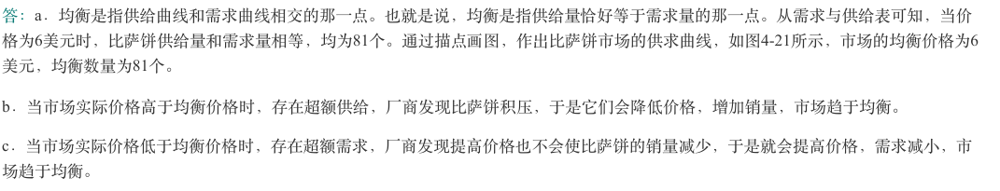 答：a．均衡是指供给曲线和需求曲线相交的那一点。也就是说，均衡是指供给量恰好等于需求量的那一点。从需求与供给表可知，当价
格为6美元时，比萨饼供给量和需求量相等，均为81个。通过描点画图，作出比萨饼市场的供求曲线，如图4-21所示，市场的均衡价格为6
美元，均衡数量为81个。
b．当市场实际价格高于均衡价格时，存在超额供给，厂商发现比萨饼积压，于是它们会降低价格，增加销量，市场趋于均衡。
c．当市场实际价格低于均衡价格时，存在超额需求，厂商发现提高价格也不会使比萨饼的销量减少，于是就会提高价格，需求减小，市
场趋于均衡。